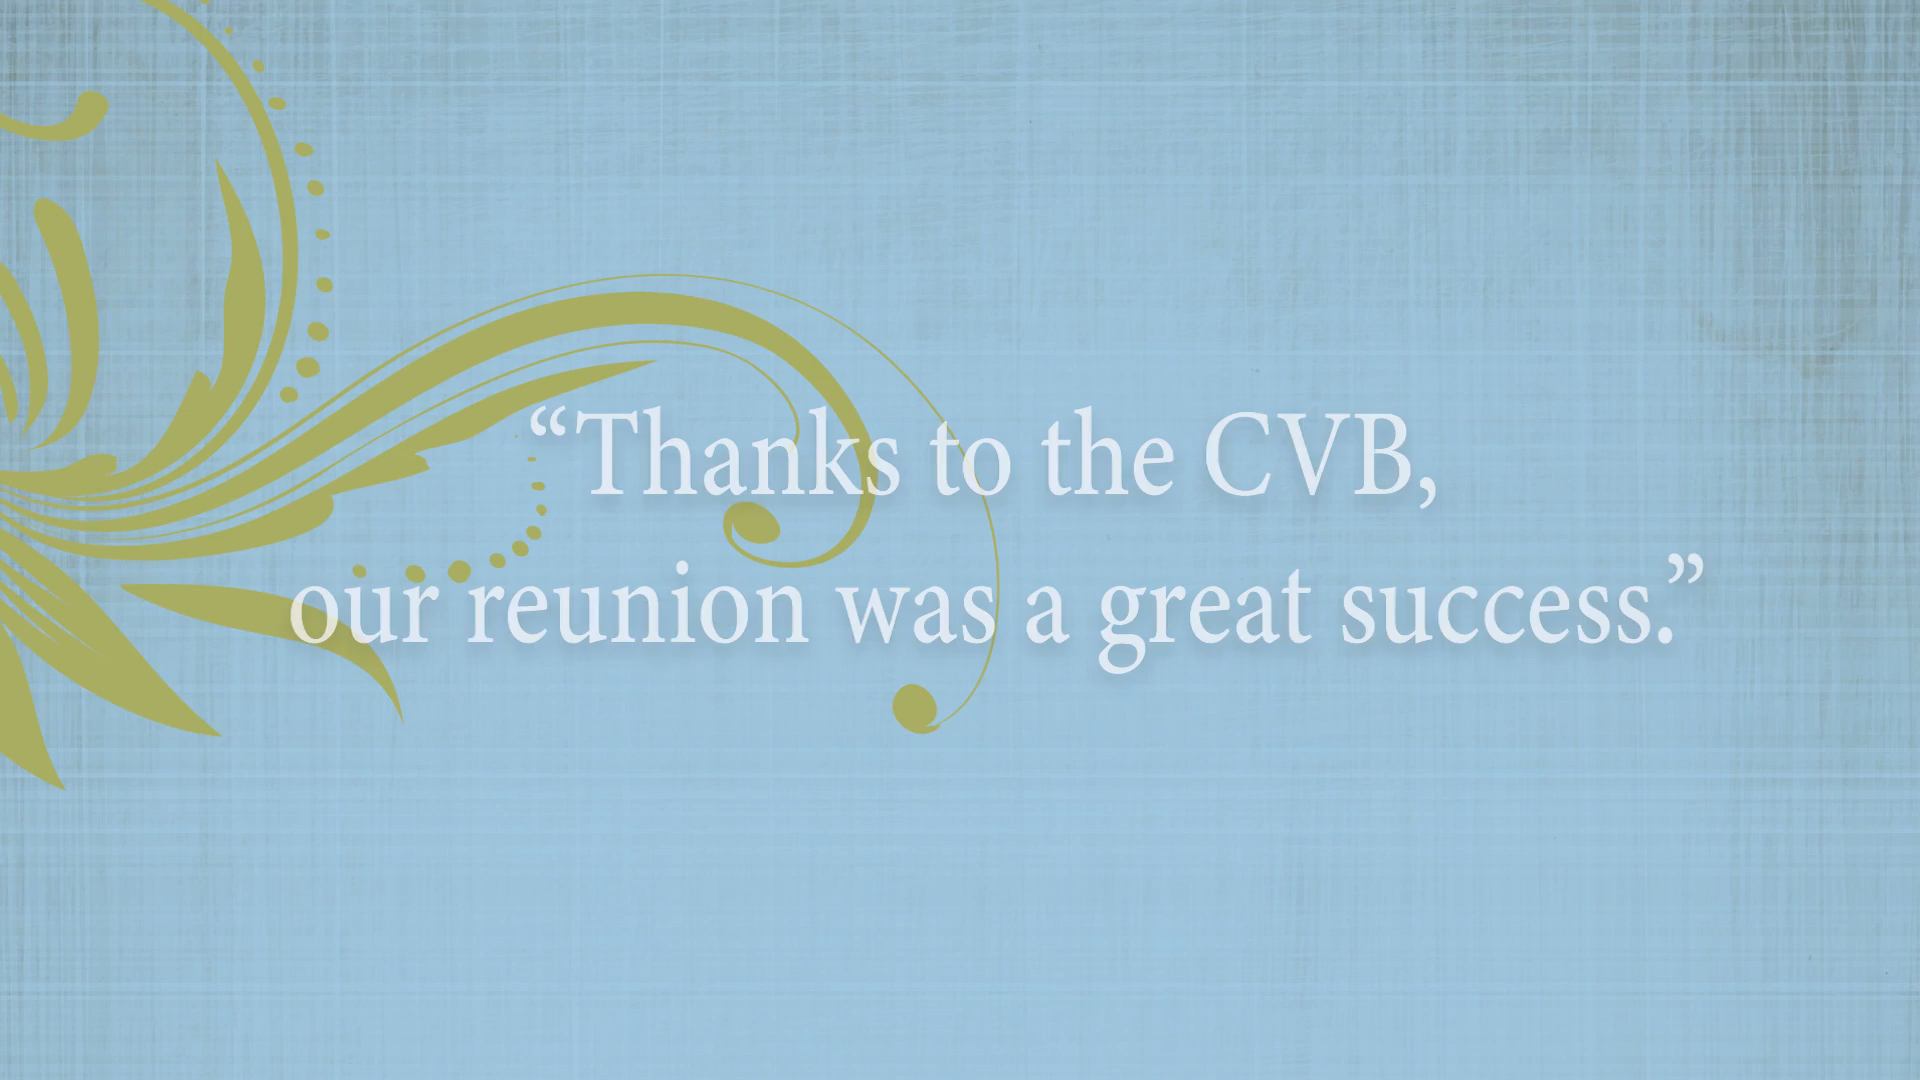 “Thanks to the CVB,
our reunion was a great success.”